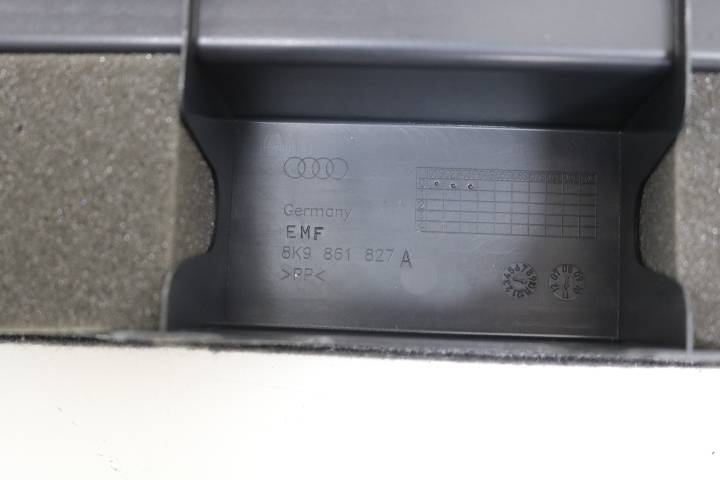 Germany
EMF
8K9 861 827 A
>PP<